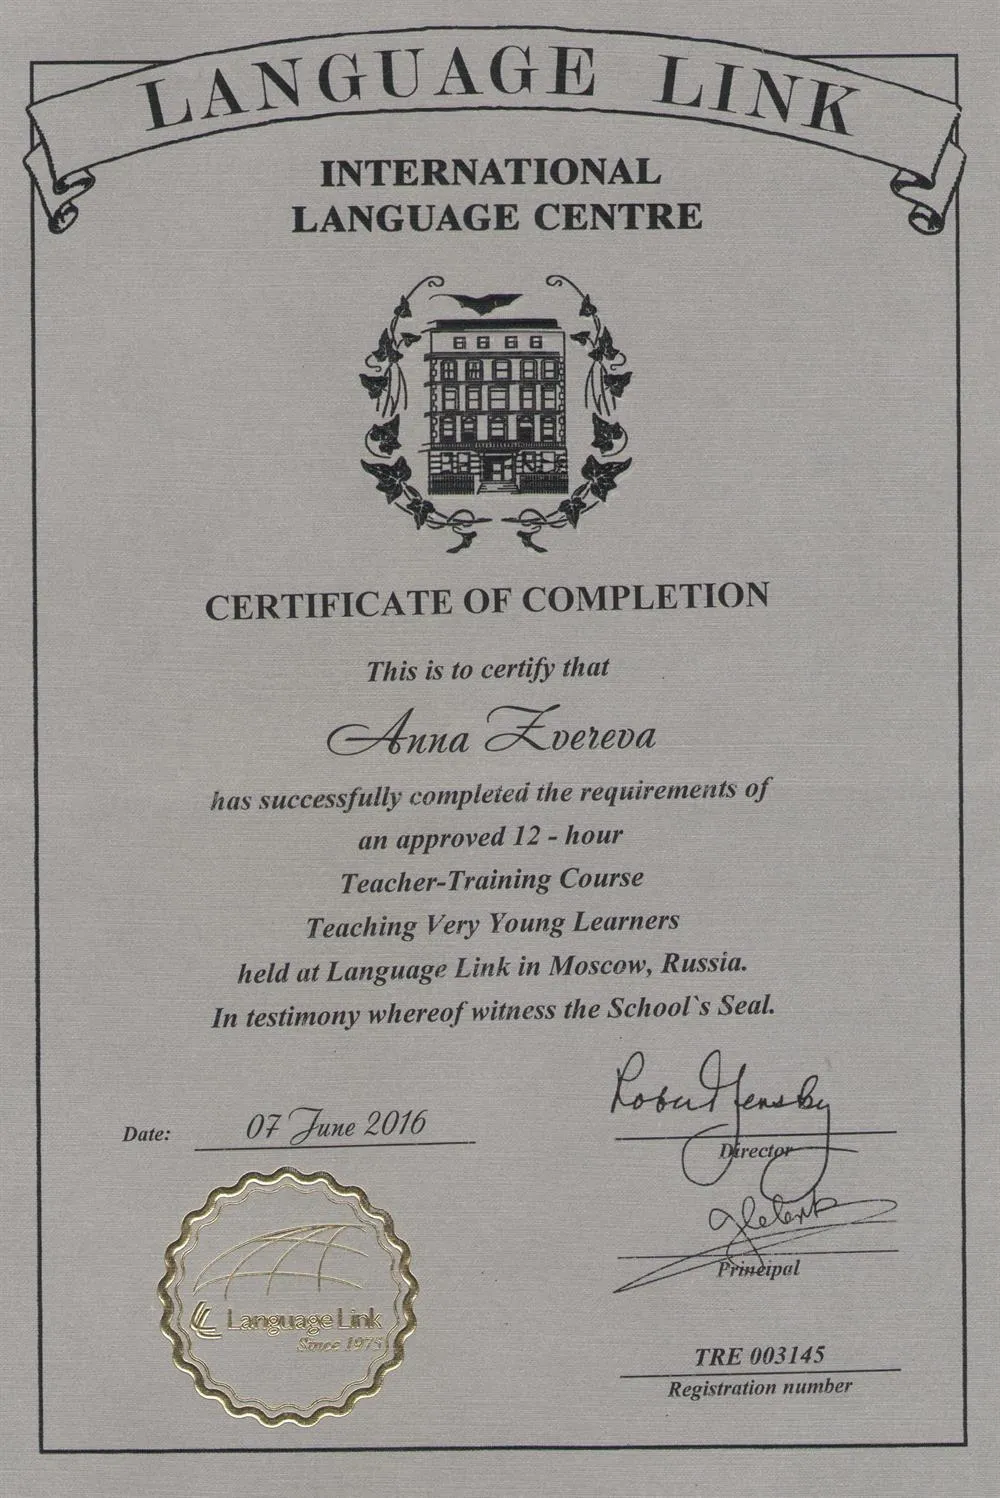 LANGUAGE LINK
INTERNATIONAL
LANGUAGE CENTRE
CERTIFICATE OF COMPLETION
This is to certify that
Anna Zvereva
has successfully completed the requirements of
an approved 12 - hour
Teacher-Training Course
Teaching Very Young Learners
held at Language Link in Moscow, Russia.
In testimony whereof witness the School`s Seal.
Date: 07 June 2016
Director
Principal
Language Link
Since 1975
TRE 003145
Registration number